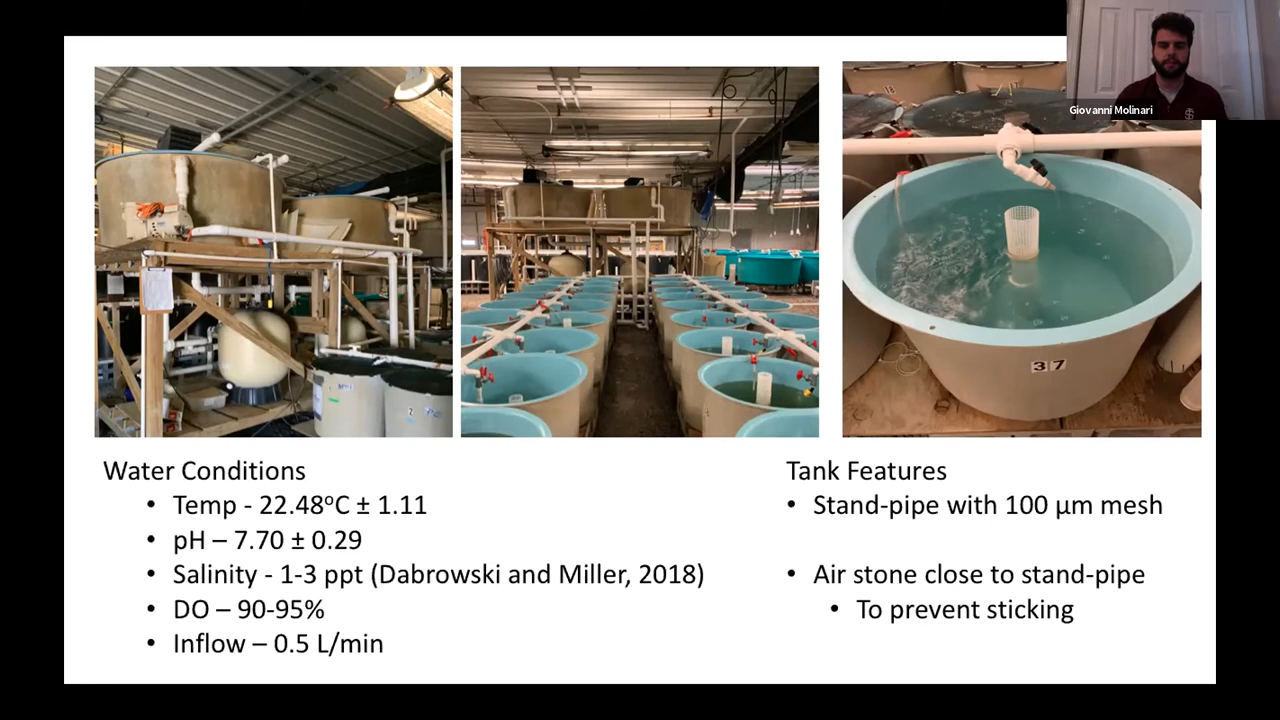 Giovanni Molinari
18
37
2
Water Conditions
• Temp - 22.48°C ± 1.11
• pH – 7.70 ± 0.29
• Salinity - 1-3 ppt (Dabrowski and Miller, 2018)
• DO – 90-95%
• Inflow – 0.5 L/min
Tank Features
• Stand-pipe with 100 µm mesh
• Air stone close to stand-pipe
• To prevent sticking